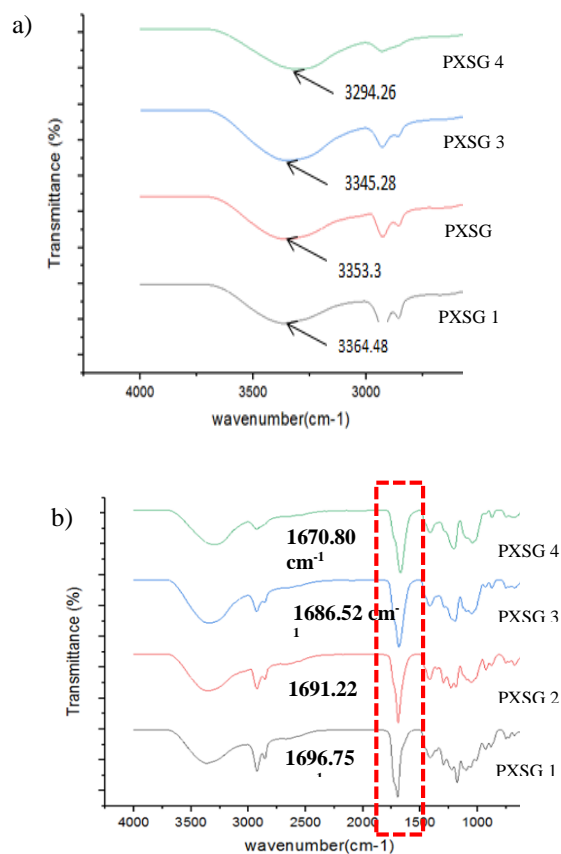 a)
PXSG 4
3294.26
PXSG 3
3345.28
PXSG
PXSG 1
3353.3
3364.48
Transmittance (%)
4000 3500 3000
wavenumber(cm-1)
b)
1670.80
cm-1
PXSG 4
1686.52 cm-
1
PXSG 3
1691.22
PXSG 2
1696.75
1
PXSG 1
Transmittance (%)
4000 3500 3000 2500 2000 1500 1000
wavenumber(cm-1)